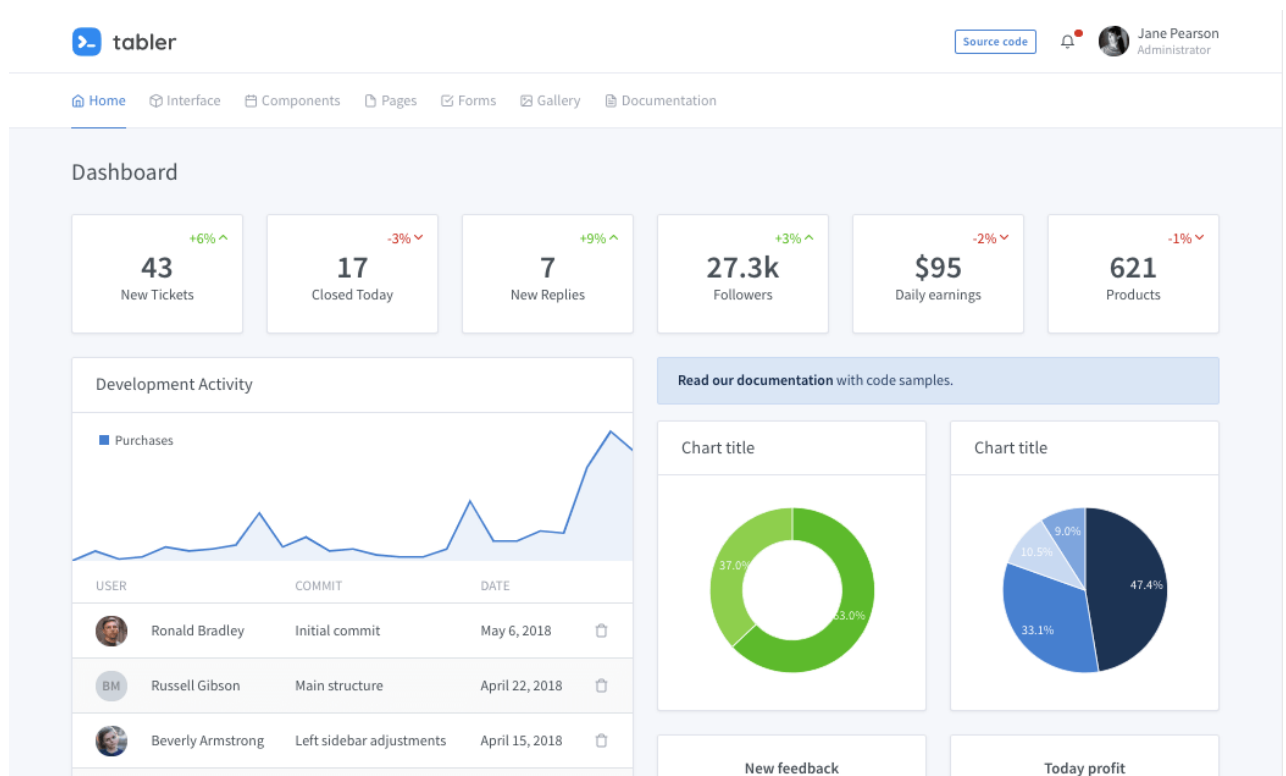 tabler
Source code
Jane Pearson
Administrator
Home Interface Components Pages Forms Gallery Documentation
Dashboard
+6%
43
New Tickets
-3%
17
Closed Today
+9%
7
New Replies
+3%
27.3k
Followers
-2%
$95
Daily earnings
-1%
621
Products
Development Activity
Purchases
USER COMMIT DATE
Ronald Bradley Initial commit May 6, 2018
BM Russell Gibson Main structure April 22, 2018
Beverly Armstrong Left sidebar adjustments April 15, 2018
Read our documentation with code samples.
Chart title
37.0%
63.0%
Chart title
9.0%
10.5%
47.4%
33.1%
New feedback
Today profit